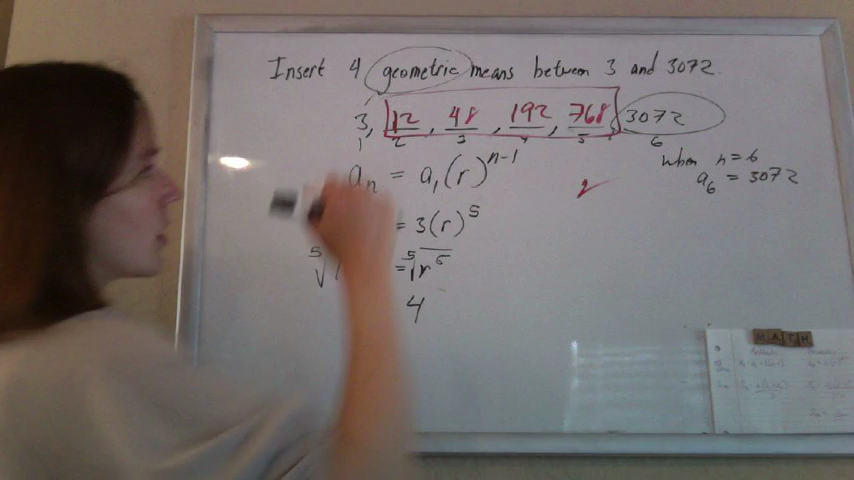 Insert 4 geometric means between 3 and 3072.
3, 12, 48, 192, 768, 3072
1 2 3 4 5 6
when n = 6
a₆ = 3072
aₙ = a₁(r)ⁿ⁻¹
= 3(r)⁵
= ⁵√r⁵
4
MATH